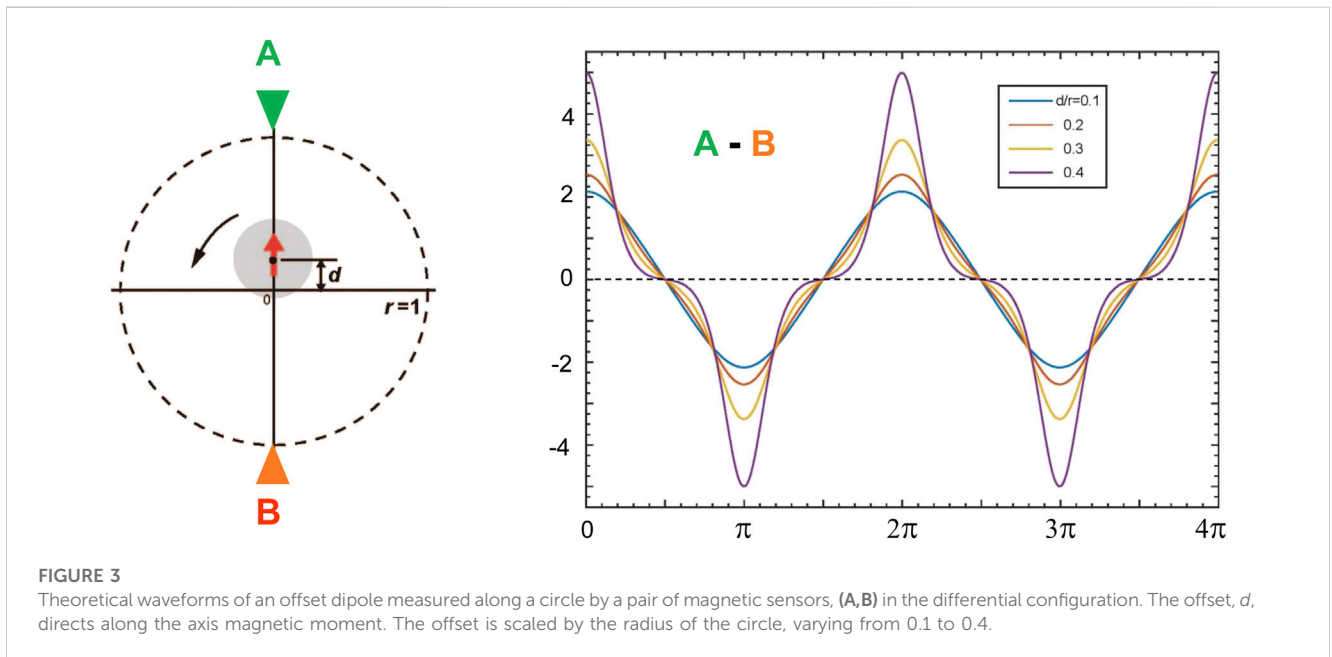 A
d
0
r=1
B
A - B
d/r=0.1
0.2
0.3
0.4
4
2
0
-2
-4
0
π
2π
3π
4π
FIGURE 3
Theoretical waveforms of an offset dipole measured along a circle by a pair of magnetic sensors, (A,B) in the differential configuration. The offset, d,
directs along the axis magnetic moment. The offset is scaled by the radius of the circle, varying from 0.1 to 0.4.